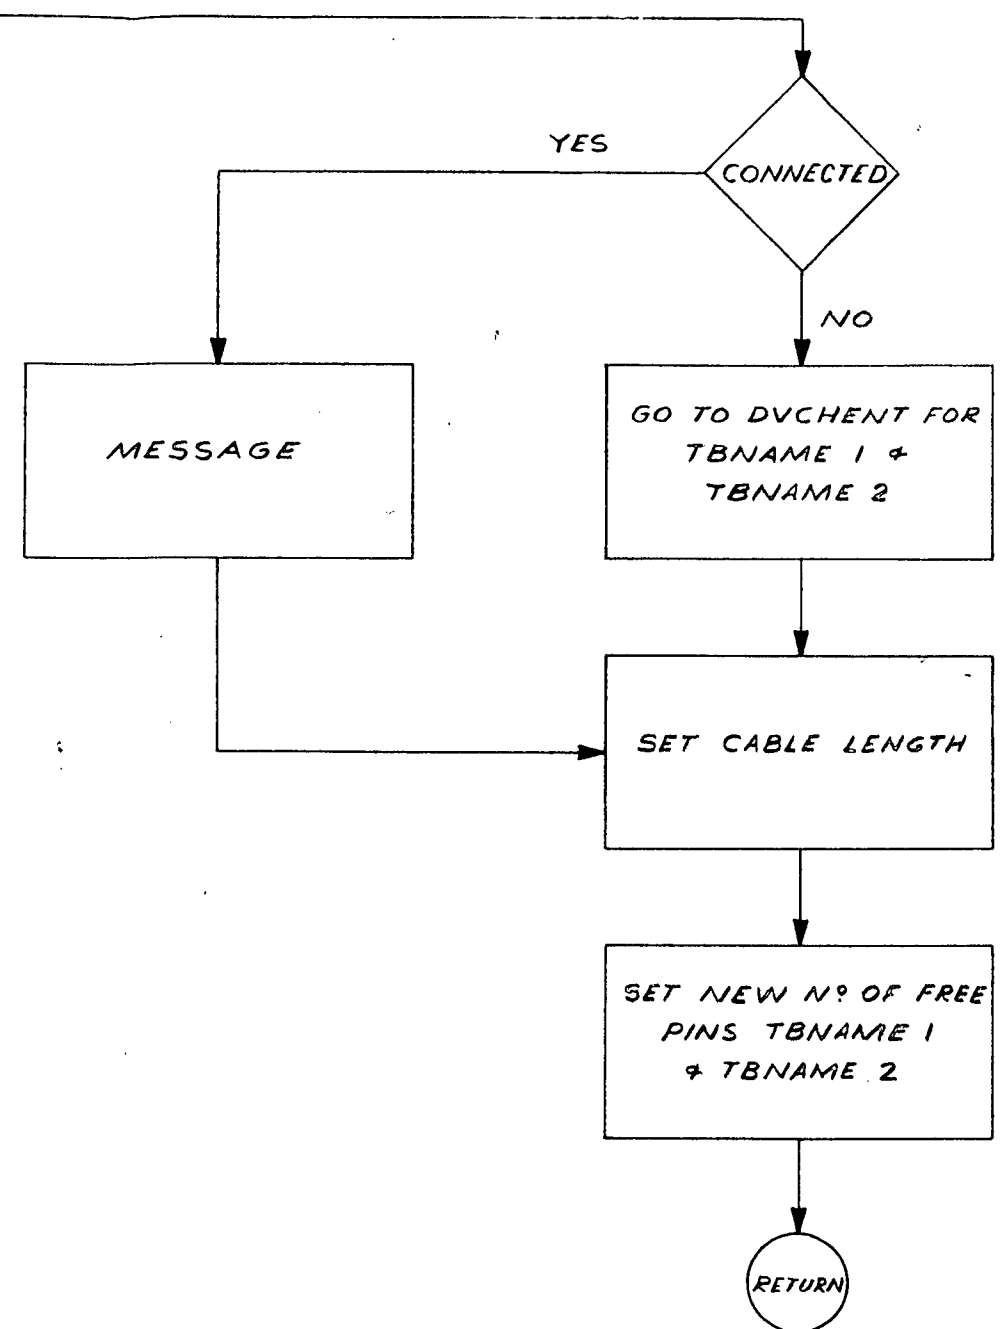 YES
CONNECTED
NO
MESSAGE
GO TO DVCHENT FOR
TBNAME 1 &
TBNAME 2
SET CABLE LENGTH
SET NEW Nº OF FREE
PINS TBNAME 1
& TBNAME 2
RETURN